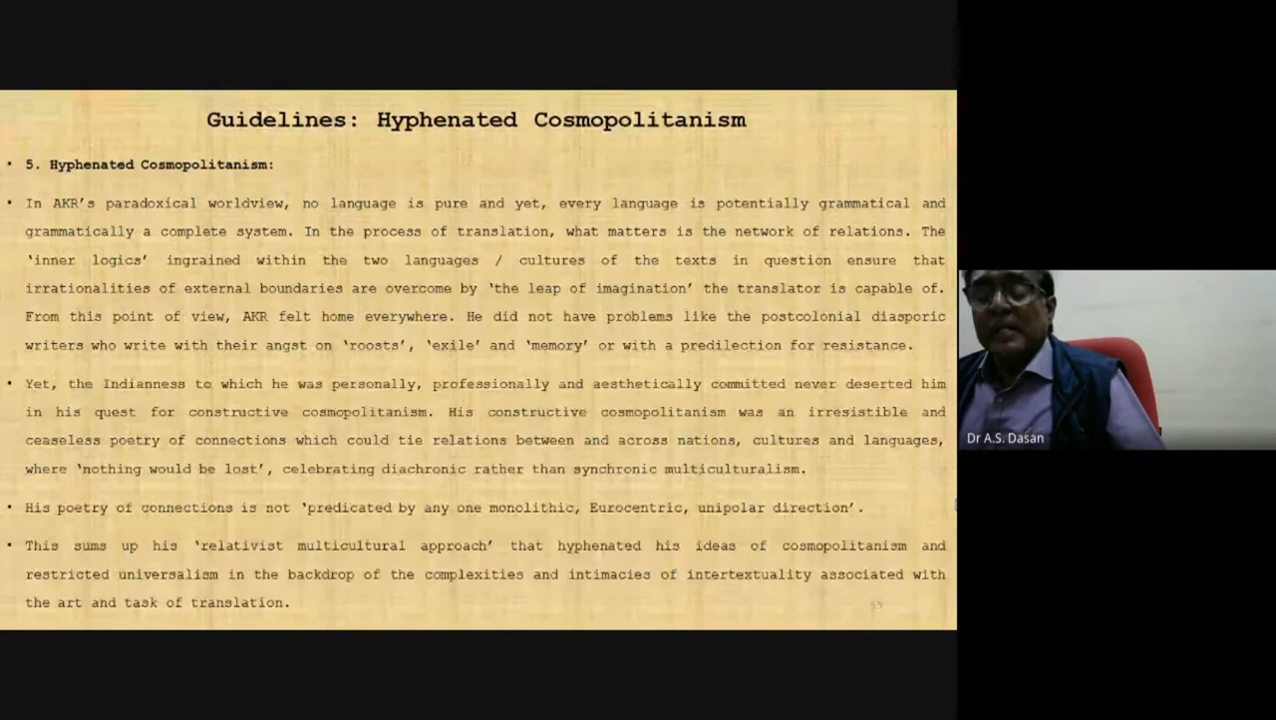 Guidelines: Hyphenated Cosmopolitanism
• 5. Hyphenated Cosmopolitanism:
• In AKR’s paradoxical worldview, no language is pure and yet, every language is potentially grammatical and
grammatically a complete system. In the process of translation, what matters is the network of relations. The
‘inner logics’ ingrained within the two languages / cultures of the texts in question ensure that
irrationalities of external boundaries are overcome by ‘the leap of imagination’ the translator is capable of.
From this point of view, AKR felt home everywhere. He did not have problems like the postcolonial diasporic
writers who write with their angst on ‘roosts’, ‘exile’ and ‘memory’ or with a predilection for resistance.
• Yet, the Indianness to which he was personally, professionally and aesthetically committed never deserted him
in his quest for constructive cosmopolitanism. His constructive cosmopolitanism was an irresistible and
ceaseless poetry of connections which could tie relations between and across nations, cultures and languages,
where ‘nothing would be lost’, celebrating diachronic rather than synchronic multiculturalism.
• His poetry of connections is not ‘predicated by any one monolithic, Eurocentric, unipolar direction’.
• This sums up his ‘relativist multicultural approach’ that hyphenated his ideas of cosmopolitanism and
restricted universalism in the backdrop of the complexities and intimacies of intertextuality associated with
the art and task of translation.
55
Dr A.S. Dasan